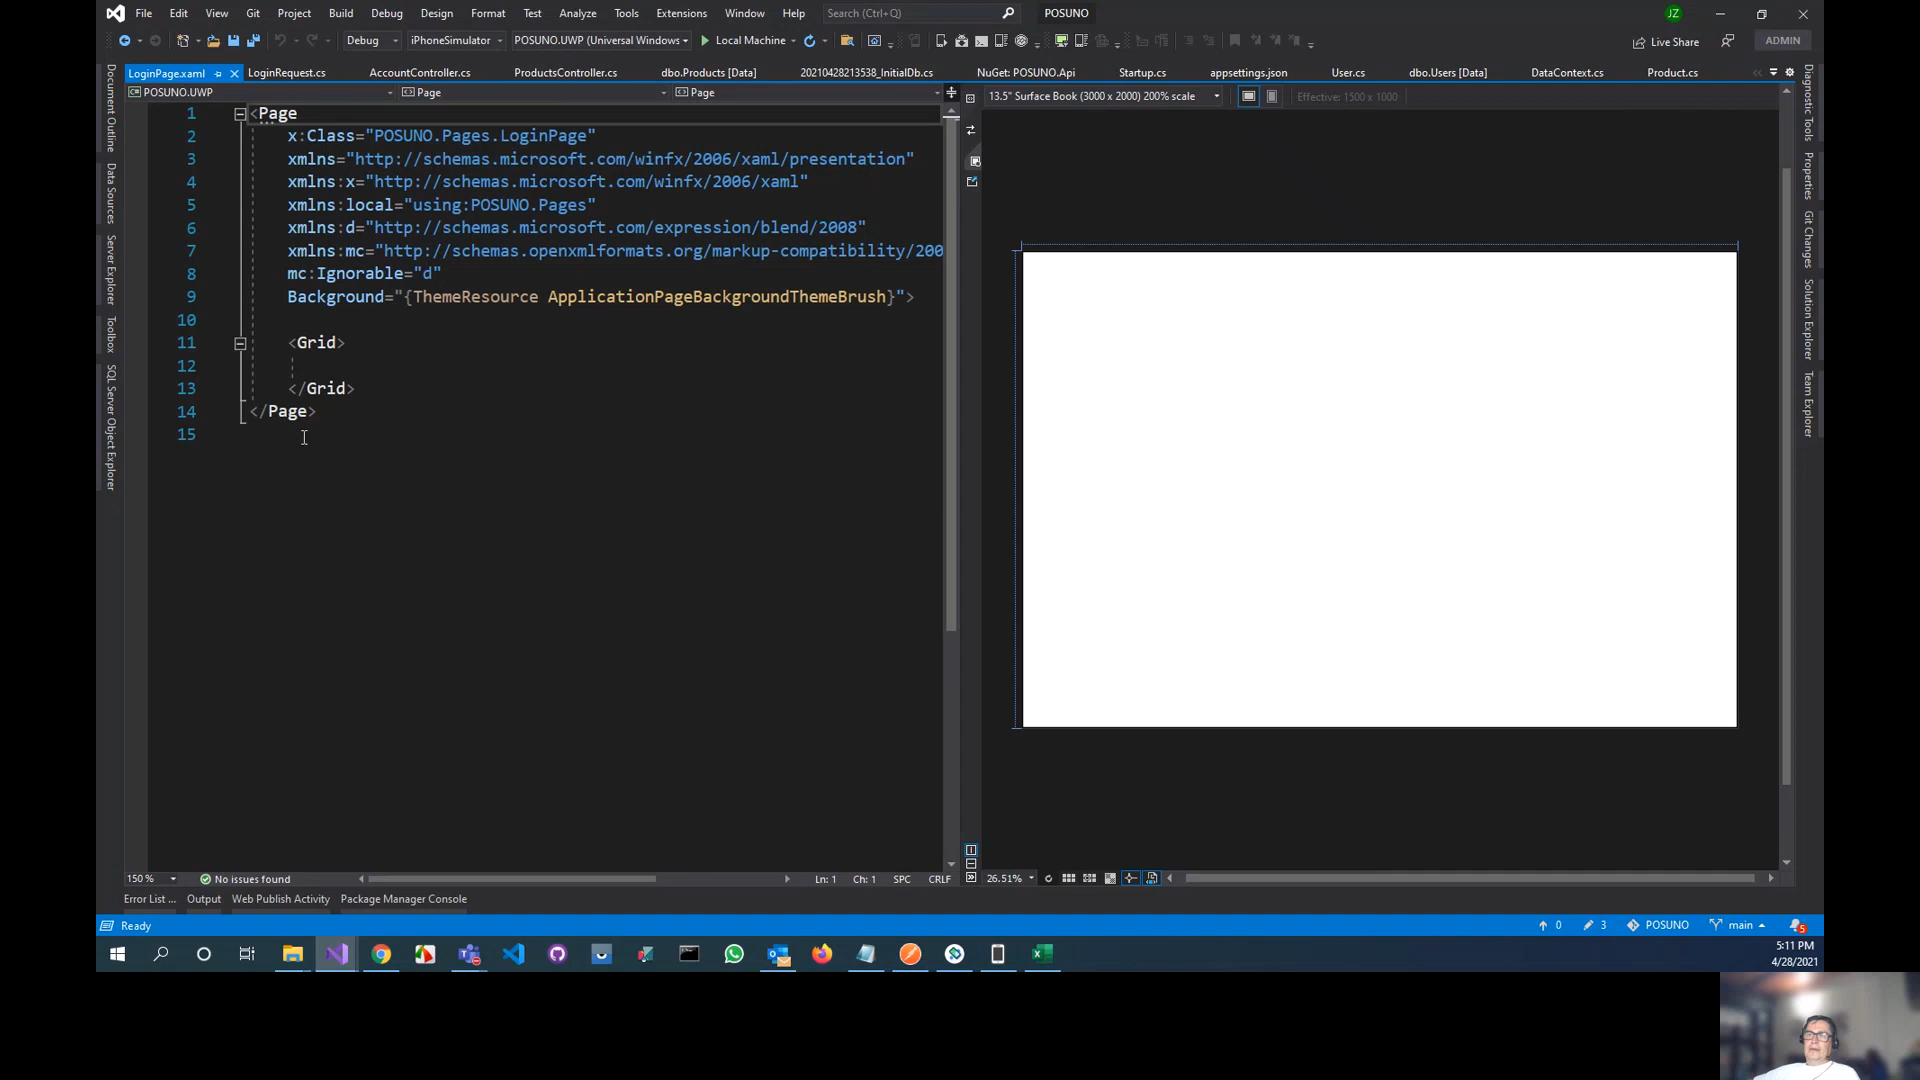 File Edit View Git Project Build Debug Design Format Test Analyze Tools Extensions Window Help Search (Ctrl+Q) POSUNO JZ
Debug iPhoneSimulator POSUNO.UWP (Universal Windows) Local Machine Live Share ADMIN
LoginPage.xaml LoginRequest.cs AccountController.cs ProductsController.cs dbo.Products [Data] 20210428213538_InitialDb.cs NuGet: POSUNO.Api Startup.cs appsettings.json User.cs dbo.Users [Data] DataContext.cs Product.cs
POSUNO.UWP Page Page
13.5" Surface Book (3000 x 2000) 200% scale Effective: 1500 x 1000
Document Outline
Data Sources
Server Explorer
Toolbox
SQL Server Object Explorer
1 <Page
2 x:Class="POSUNO.Pages.LoginPage"
3 xmlns="http://schemas.microsoft.com/winfx/2006/xaml/presentation"
4 xmlns:x="http://schemas.microsoft.com/winfx/2006/xaml"
5 xmlns:local="using:POSUNO.Pages"
6 xmlns:d="http://schemas.microsoft.com/expression/blend/2008"
7 xmlns:mc="http://schemas.openxmlformats.org/markup-compatibility/200
8 mc:Ignorable="d"
9 Background="{ThemeResource ApplicationPageBackgroundThemeBrush}">
10
11 <Grid>
12
13 </Grid>
14 </Page>
15
Diagnostic Tools
Properties
Git Changes
Solution Explorer
Team Explorer
150 % No issues found Ln: 1 Ch: 1 SPC CRLF
26.51%
Error List ... Output Web Publish Activity Package Manager Console
Ready 0 3 POSUNO main 5
5:11 PM
4/28/2021